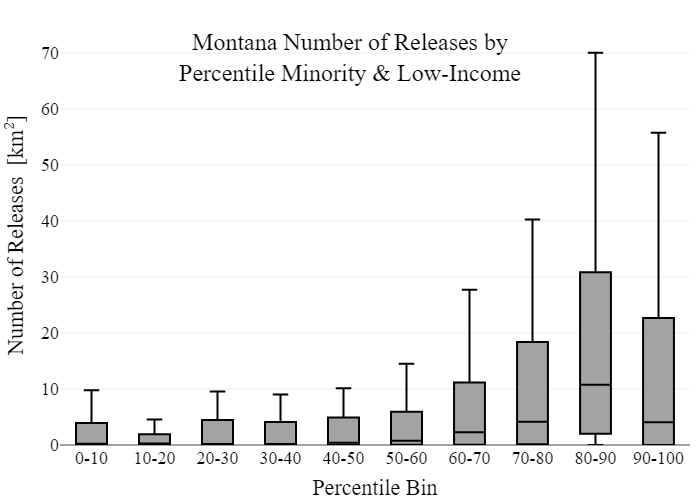 Montana Number of Releases by
Percentile Minority & Low-Income
Number of Releases [km²]
70
60
50
40
30
20
10
0
0-10 10-20 20-30 30-40 40-50 50-60 60-70 70-80 80-90 90-100
Percentile Bin